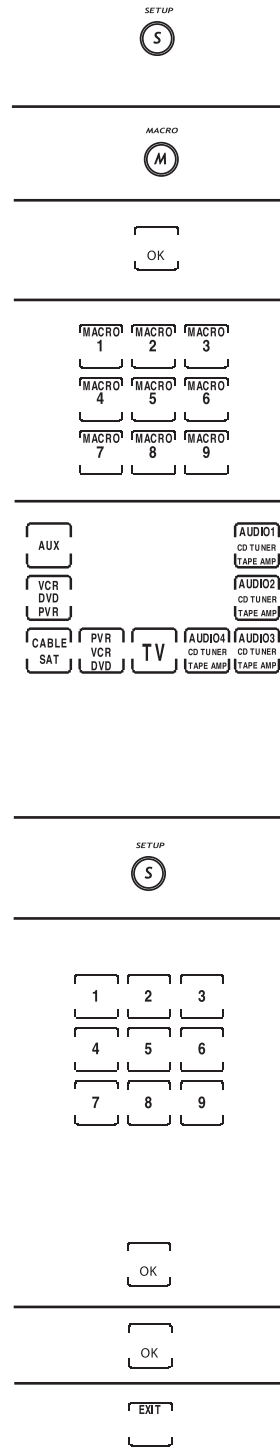 SETUP
S
MACRO
M
OK
MACRO MACRO MACRO
1 2 3
MACRO MACRO MACRO
4 5 6
MACRO MACRO MACRO
7 8 9
AUX
AUDIO1
CD TUNER
TAPE AMP
VCR
DVD
PVR
AUDIO2
CD TUNER
TAPE AMP
CABLE
SAT
PVR
VCR
DVD
TV
AUDIO4
CD TUNER
TAPE AMP
AUDIO3
CD TUNER
TAPE AMP
SETUP
S
1 2 3
4 5 6
7 8 9
OK
OK
EXIT